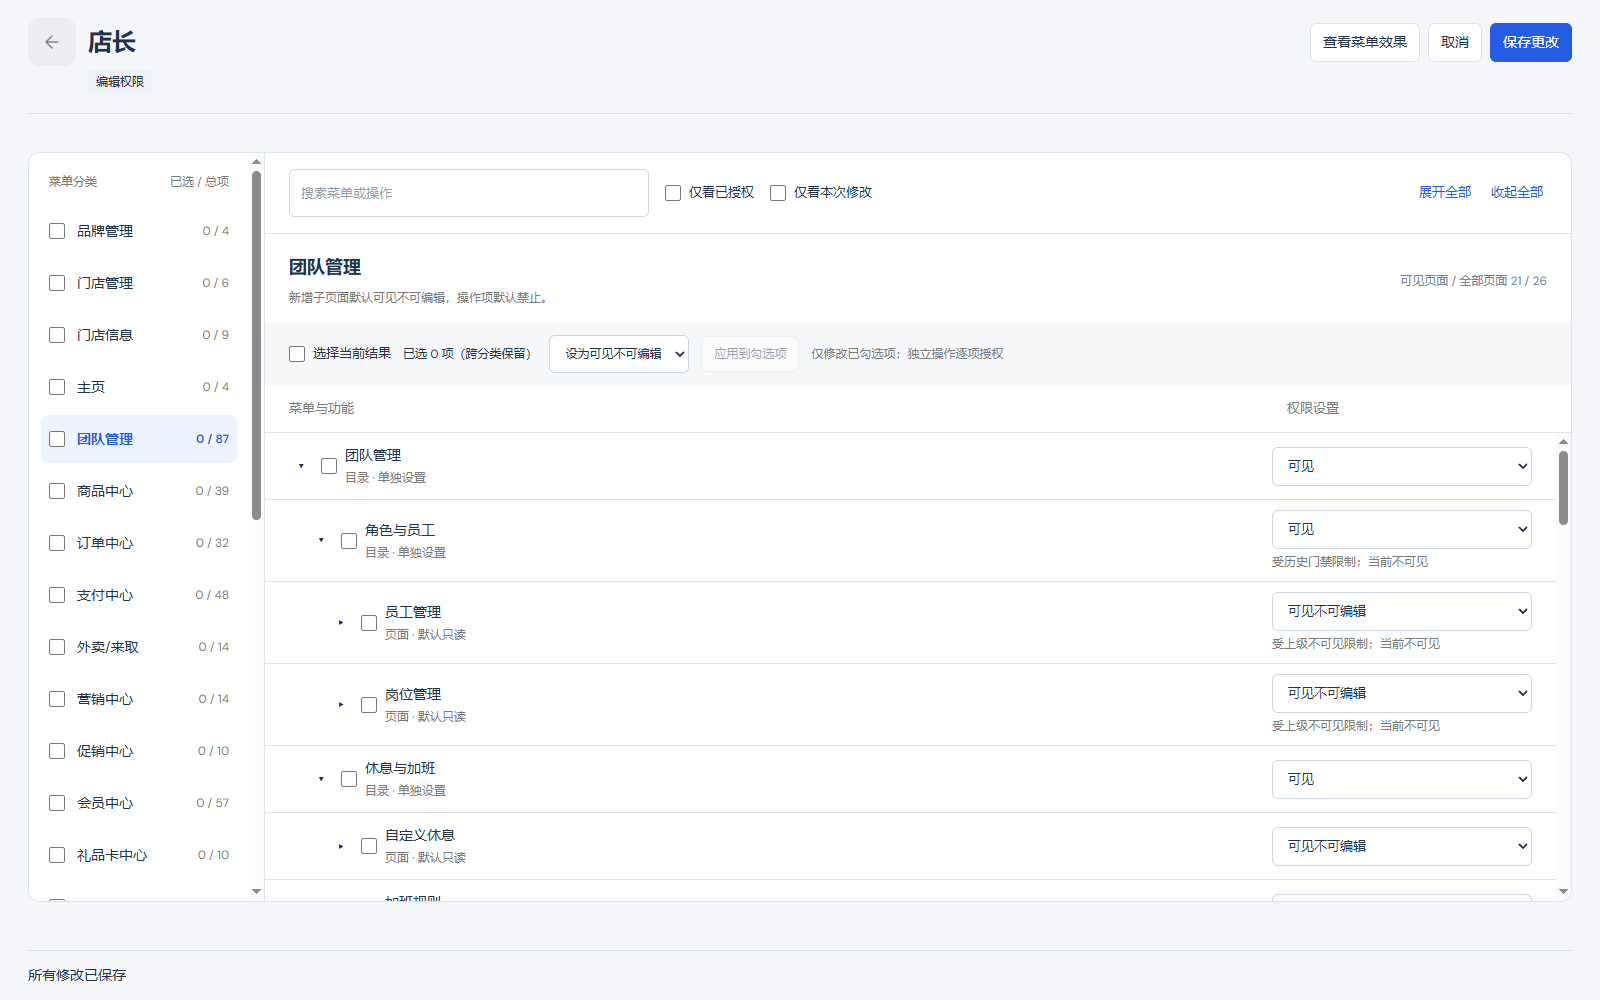 店长
编辑权限
查看菜单效果
取消
保存更改
菜单分类 已选 / 总项
品牌管理 0 / 4
门店管理 0 / 6
门店信息 0 / 9
主页 0 / 4
团队管理 0 / 87
商品中心 0 / 39
订单中心 0 / 32
支付中心 0 / 48
外卖/来取 0 / 14
营销中心 0 / 14
促销中心 0 / 10
会员中心 0 / 57
礼品卡中心 0 / 10
搜索菜单或操作
仅看已授权
仅看本次修改
展开全部
收起全部
团队管理
新增子页面默认可见不可编辑，操作项默认禁止。
可见页面 / 全部页面 21 / 26
选择当前结果
已选 0 项（跨分类保留）
设为可见不可编辑
应用到勾选项
仅修改已勾选项；独立操作逐项授权
菜单与功能
权限设置
团队管理
目录 · 单独设置
可见
角色与员工
目录 · 单独设置
可见
受历史门禁限制；当前不可见
员工管理
页面 · 默认只读
可见不可编辑
受上级不可见限制；当前不可见
岗位管理
页面 · 默认只读
可见不可编辑
受上级不可见限制；当前不可见
休息与加班
目录 · 单独设置
可见
自定义休息
页面 · 默认只读
可见不可编辑
加班规则
所有修改已保存